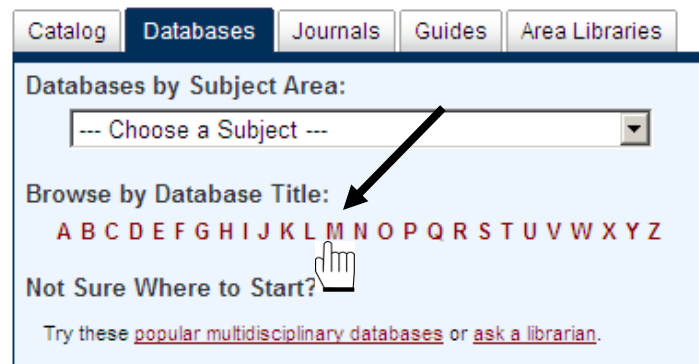 Catalog Databases Journals Guides Area Libraries
Databases by Subject Area:
--- Choose a Subject ---
Browse by Database Title:
A B C D E F G H I J K L M N O P Q R S T U V W X Y Z
Not Sure Where to Start?
Try these popular multidisciplinary databases or ask a librarian.